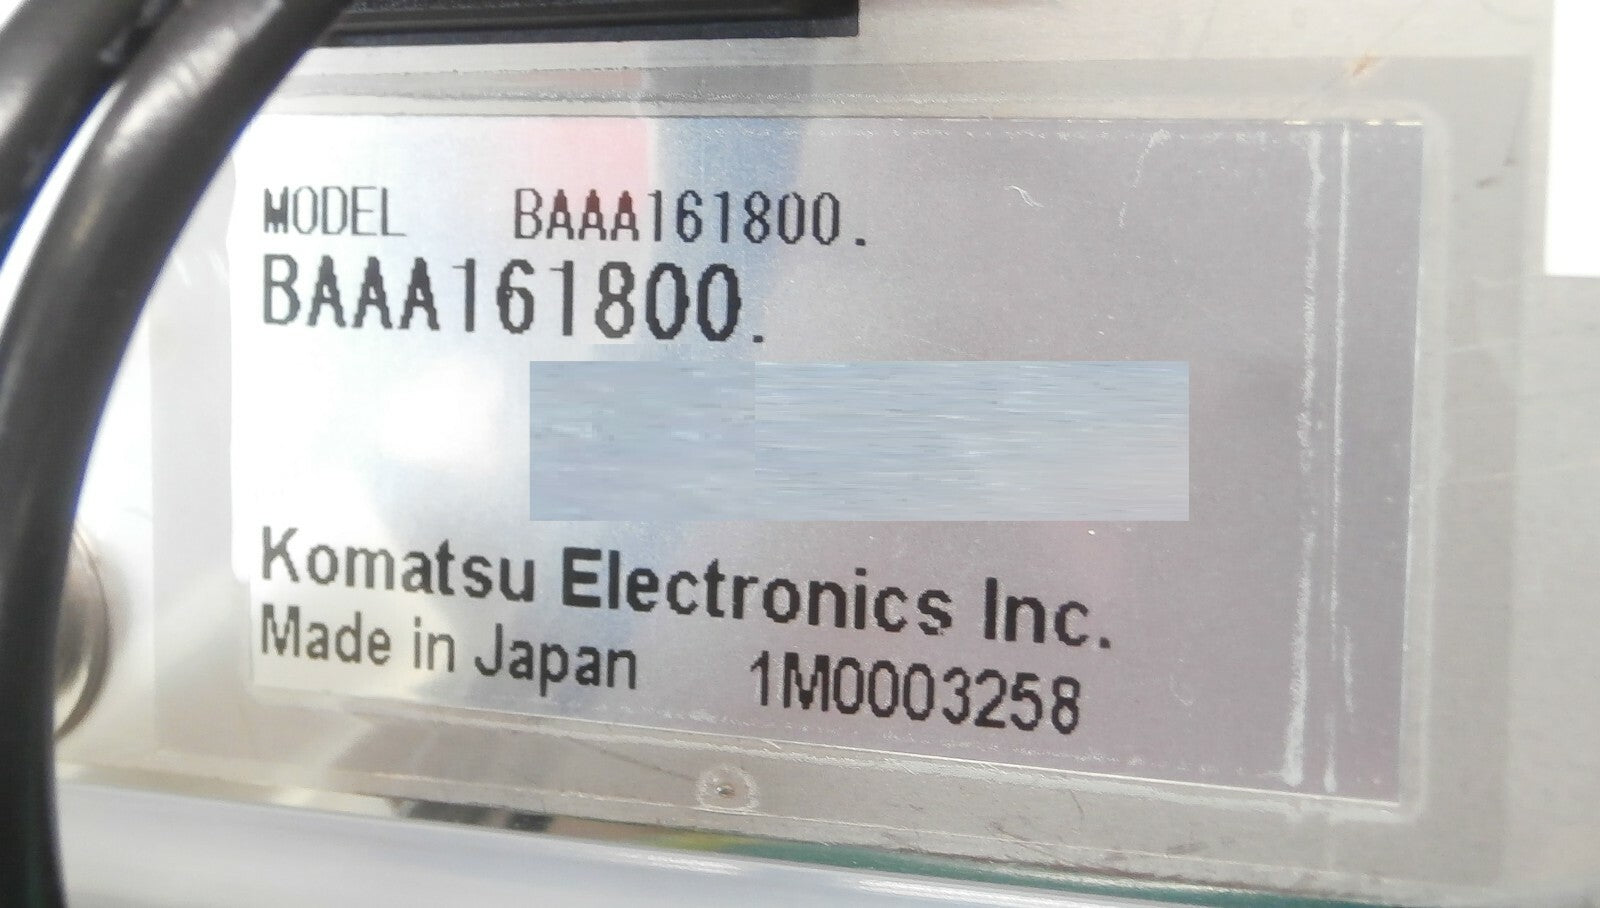 MODEL BAAA161800.
BAAA161800.
Komatsu Electronics Inc.
Made in Japan 1M0003258